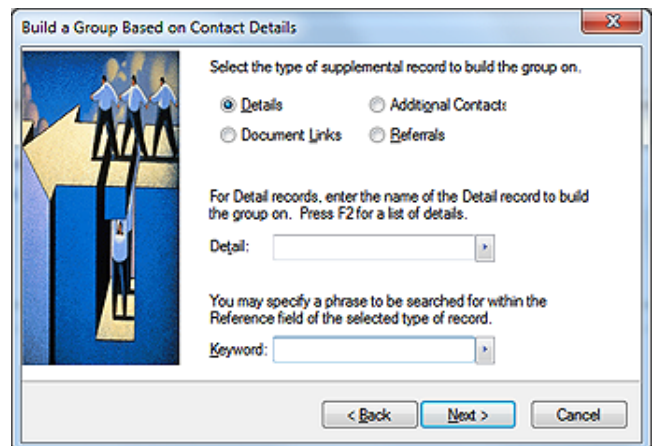 Build a Group Based on Contact Details
Select the type of supplemental record to build the group on.
Details
Additional Contacts
Document Links
Referrals
For Detail records, enter the name of the Detail record to build
the group on. Press F2 for a list of details.
Detail:
You may specify a phrase to be searched for within the
Reference field of the selected type of record.
Keyword:
< Back
Next >
Cancel